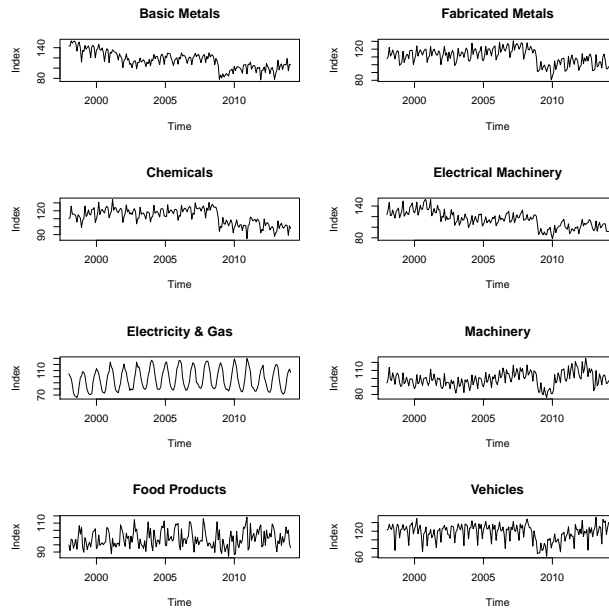 Basic Metals
Index
80
140
2000
2005
2010
Time
Fabricated Metals
Index
80
120
2000
2005
2010
Time
Chemicals
Index
90
120
2000
2005
2010
Time
Electrical Machinery
Index
80
140
2000
2005
2010
Time
Electricity & Gas
Index
70
110
2000
2005
2010
Time
Machinery
Index
80
110
2000
2005
2010
Time
Food Products
Index
90
110
2000
2005
2010
Time
Vehicles
Index
60
120
2000
2005
2010
Time